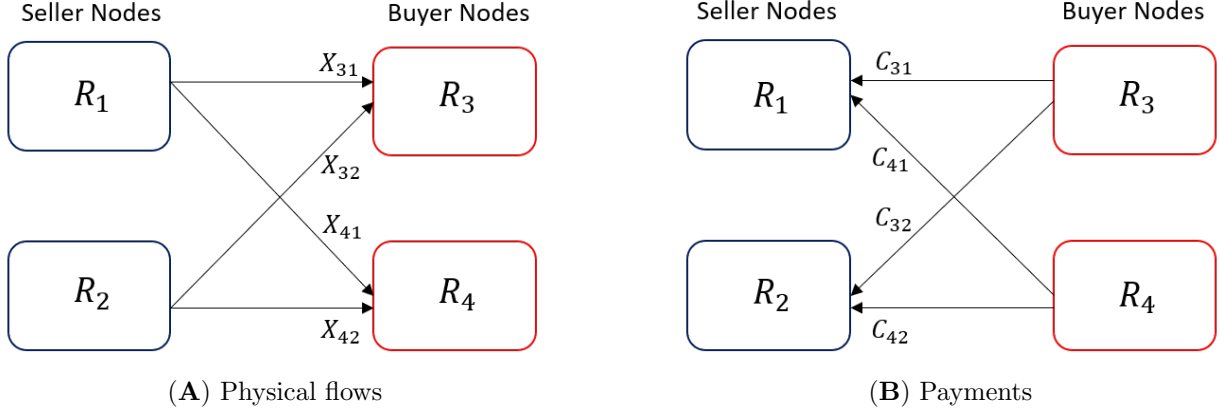 Seller Nodes Buyer Nodes Seller Nodes Buyer Nodes
R₁ X₃₁ R₃ R₁ C₃₁ R₃
X₃₂ C₄₁
X₄₁ C₃₂
R₂ X₄₂ R₄ R₂ C₄₂ R₄
(A) Physical flows (B) Payments